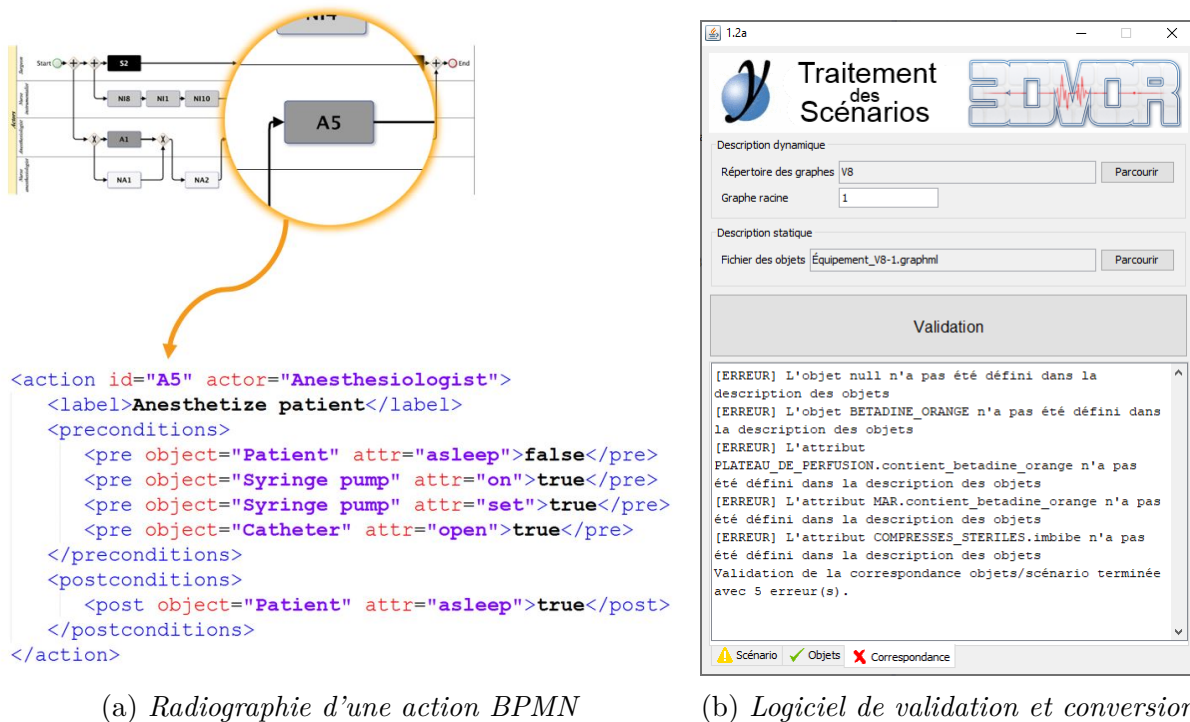 NI4
Start
S2
End
Surgeon
NI8
NI1
NI10
Actors
A5
A1
NA1
NA2
<action id="A5" actor="Anesthesiologist">
<label>Anesthetize patient</label>
<preconditions>
<pre object="Patient" attr="asleep">false</pre>
<pre object="Syringe pump" attr="on">true</pre>
<pre object="Syringe pump" attr="set">true</pre>
<pre object="Catheter" attr="open">true</pre>
</preconditions>
<postconditions>
<post object="Patient" attr="asleep">true</post>
</postconditions>
</action>
(a) Radiographie d'une action BPMN
1.2a
Traitement
des
Scénarios
3DVOR
Description dynamique
Répertoire des graphes V8 Parcourir
Graphe racine 1
Description statique
Fichier des objets Équipement_V8-1.graphml Parcourir
Validation
[ERREUR] L'objet null n'a pas été défini dans la
description des objets
[ERREUR] L'objet BETADINE_ORANGE n'a pas été défini dans
la description des objets
[ERREUR] L'attribut
PLATEAU_DE_PERFUSION.contient_betadine_orange n'a pas
été défini dans la description des objets
[ERREUR] L'attribut MAR.contient_betadine_orange n'a pas
été défini dans la description des objets
[ERREUR] L'attribut COMPRESSES_STERILES.imbibe n'a pas
été défini dans la description des objets
Validation de la correspondance objets/scénario terminée
avec 5 erreur(s).
Scénario Objets Correspondance
(b) Logiciel de validation et conversion